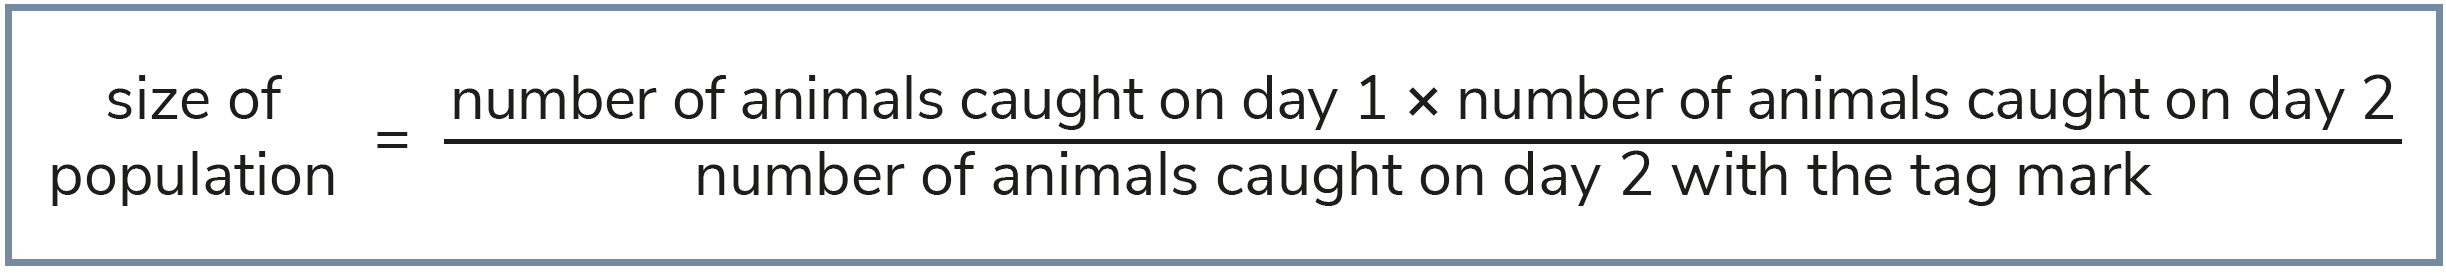 size of
population
=
number of animals caught on day 1 × number of animals caught on day 2
number of animals caught on day 2 with the tag mark